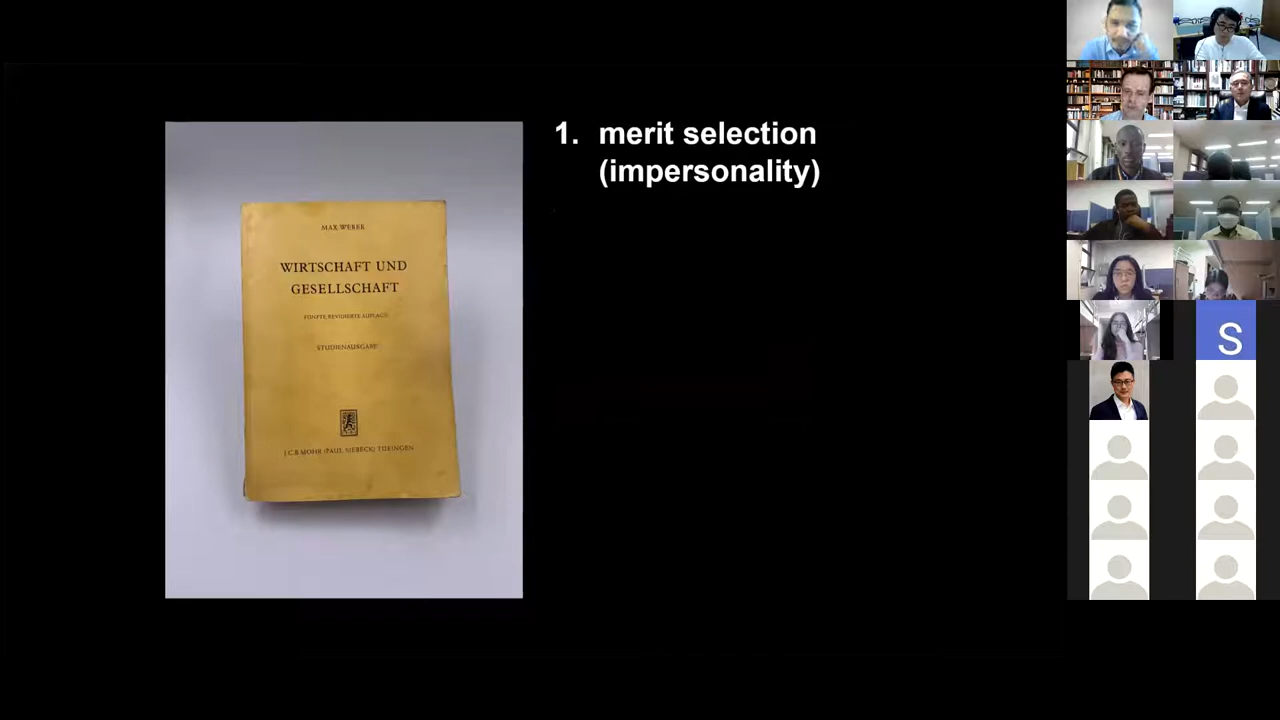 MAX WEBER
WIRTSCHAFT UND
GESELLSCHAFT
FÜNFTE REVIDIERTE AUFLAGE
STUDIENAUSGABE
J.C.B. MOHR (PAUL SIEBECK) TÜBINGEN
1. merit selection
(impersonality)
S